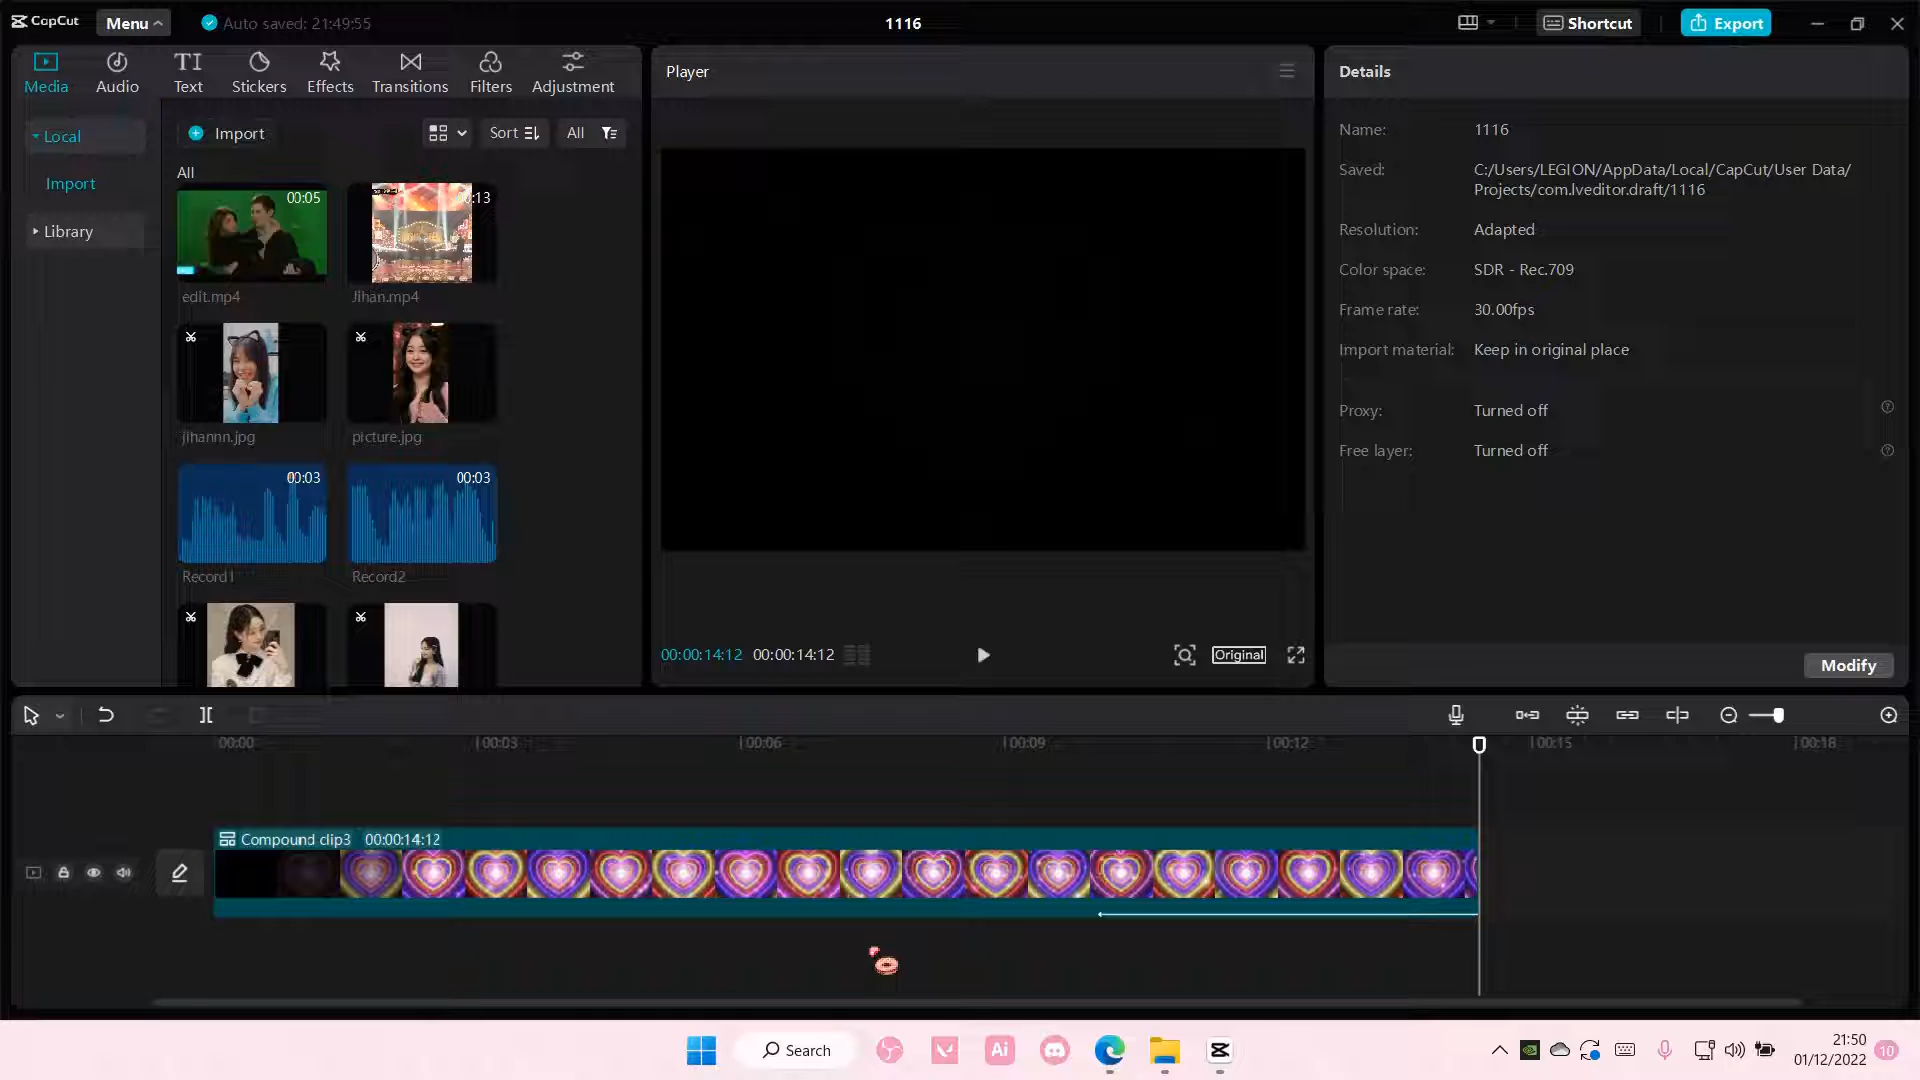 CapCut
Menu
Auto saved: 21:49:55
1116
Shortcut
Export
Media
Audio
Text
Stickers
Effects
Transitions
Filters
Adjustment
Local
Import
Library
Import
Sort
All
All
00:05
edit.mp4
Jihan.mp4
jihannn.jpg
picture.jpg
00:03
Record1
00:03
Record2
Player
00:00:14:12 00:00:14:12
Original
Details
Name: 1116
Saved: C:/Users/LEGION/AppData/Local/CapCut/User Data/
Projects/com.lveditor.draft/1116
Resolution: Adapted
Color space: SDR - Rec.709
Frame rate: 30.00fps
Import material: Keep in original place
Proxy: Turned off
Free layer: Turned off
Modify
00:00 00:03 00:06 00:09 00:12 00:15 00:18
Compound clip3 00:00:14:12
Search
Ai
21:50
01/12/2022
10